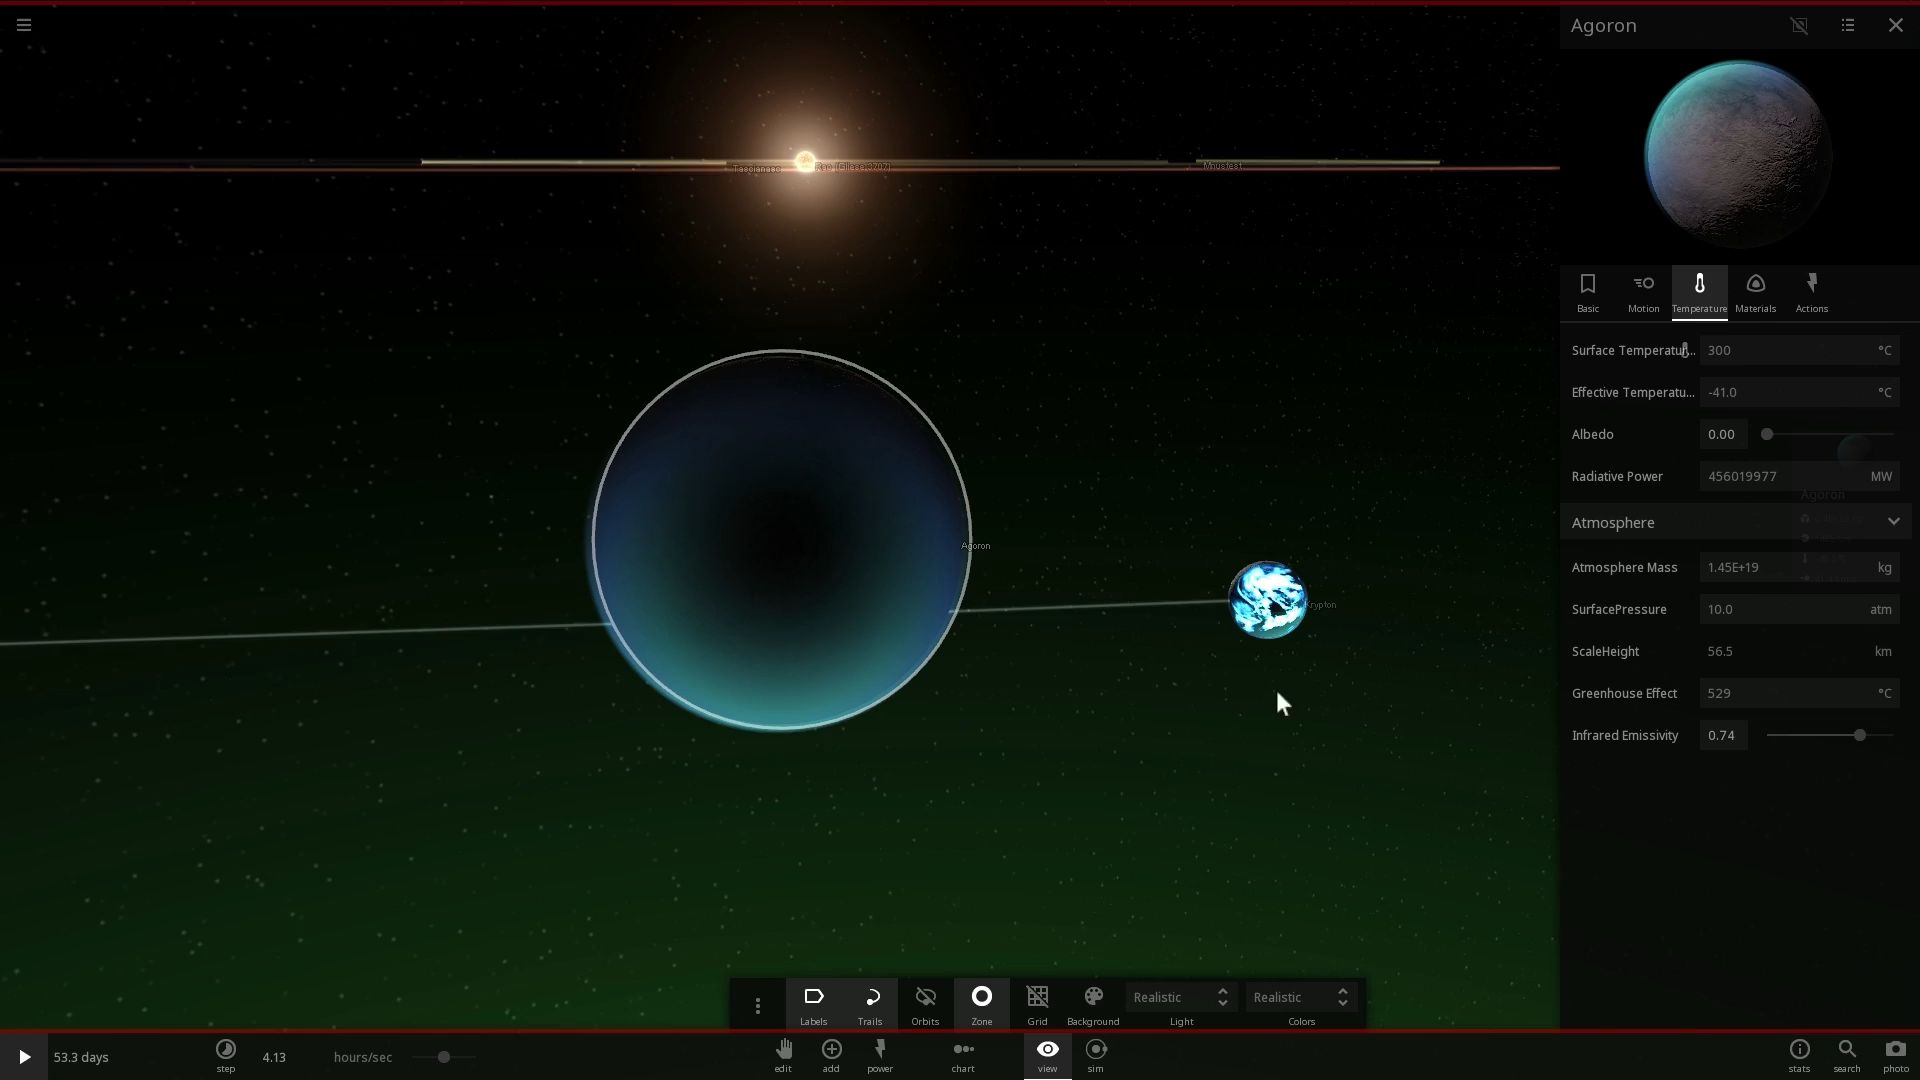 Agoron
Basic
Motion
Temperature
Materials
Actions
Surface Temperatur... 300 °C
Effective Temperatu... -41.0 °C
Albedo 0.00
Radiative Power 456019977 MW
Agoron
Atmosphere
Atmosphere Mass 1.45E+19 kg
SurfacePressure 10.0 atm
ScaleHeight 56.5 km
Greenhouse Effect 529 °C
Infrared Emissivity 0.74
Agoron
Krypton
Labels
Trails
Orbits
Zone
Grid
Background
Realistic
Light
Realistic
Colors
53.3 days
step
4.13 hours/sec
edit
add
power
chart
view
sim
stats
search
photo